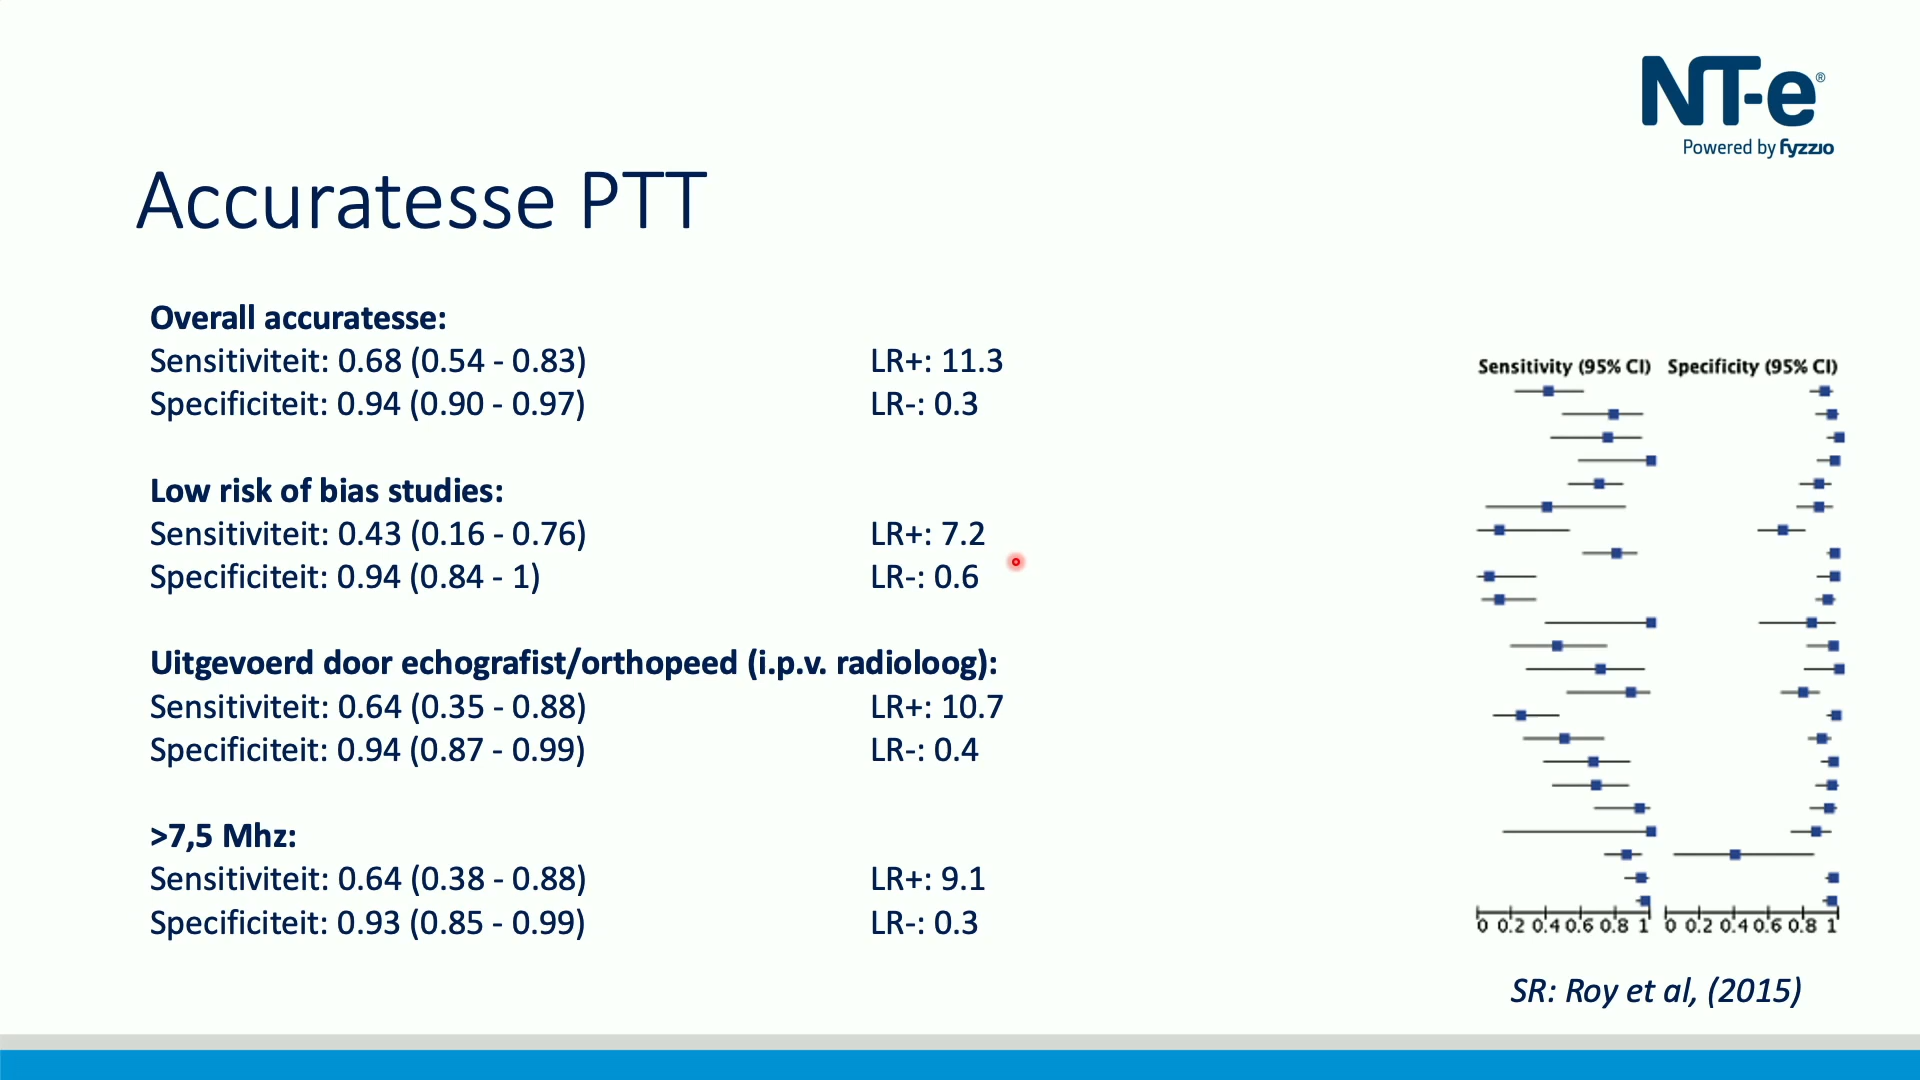 NT-e®
Powered by fyzzio
Accuratesse PTT
Overall accuratesse:
Sensitiviteit: 0.68 (0.54 - 0.83) LR+: 11.3
Specificiteit: 0.94 (0.90 - 0.97) LR-: 0.3
Low risk of bias studies:
Sensitiviteit: 0.43 (0.16 - 0.76) LR+: 7.2
Specificiteit: 0.94 (0.84 - 1) LR-: 0.6
Uitgevoerd door echografist/orthopeed (i.p.v. radioloog):
Sensitiviteit: 0.64 (0.35 - 0.88) LR+: 10.7
Specificiteit: 0.94 (0.87 - 0.99) LR-: 0.4
>7,5 Mhz:
Sensitiviteit: 0.64 (0.38 - 0.88) LR+: 9.1
Specificiteit: 0.93 (0.85 - 0.99) LR-: 0.3
Sensitivity (95% CI) Specificity (95% CI)
0 0.2 0.4 0.6 0.8 1 0 0.2 0.4 0.6 0.8 1
SR: Roy et al, (2015)